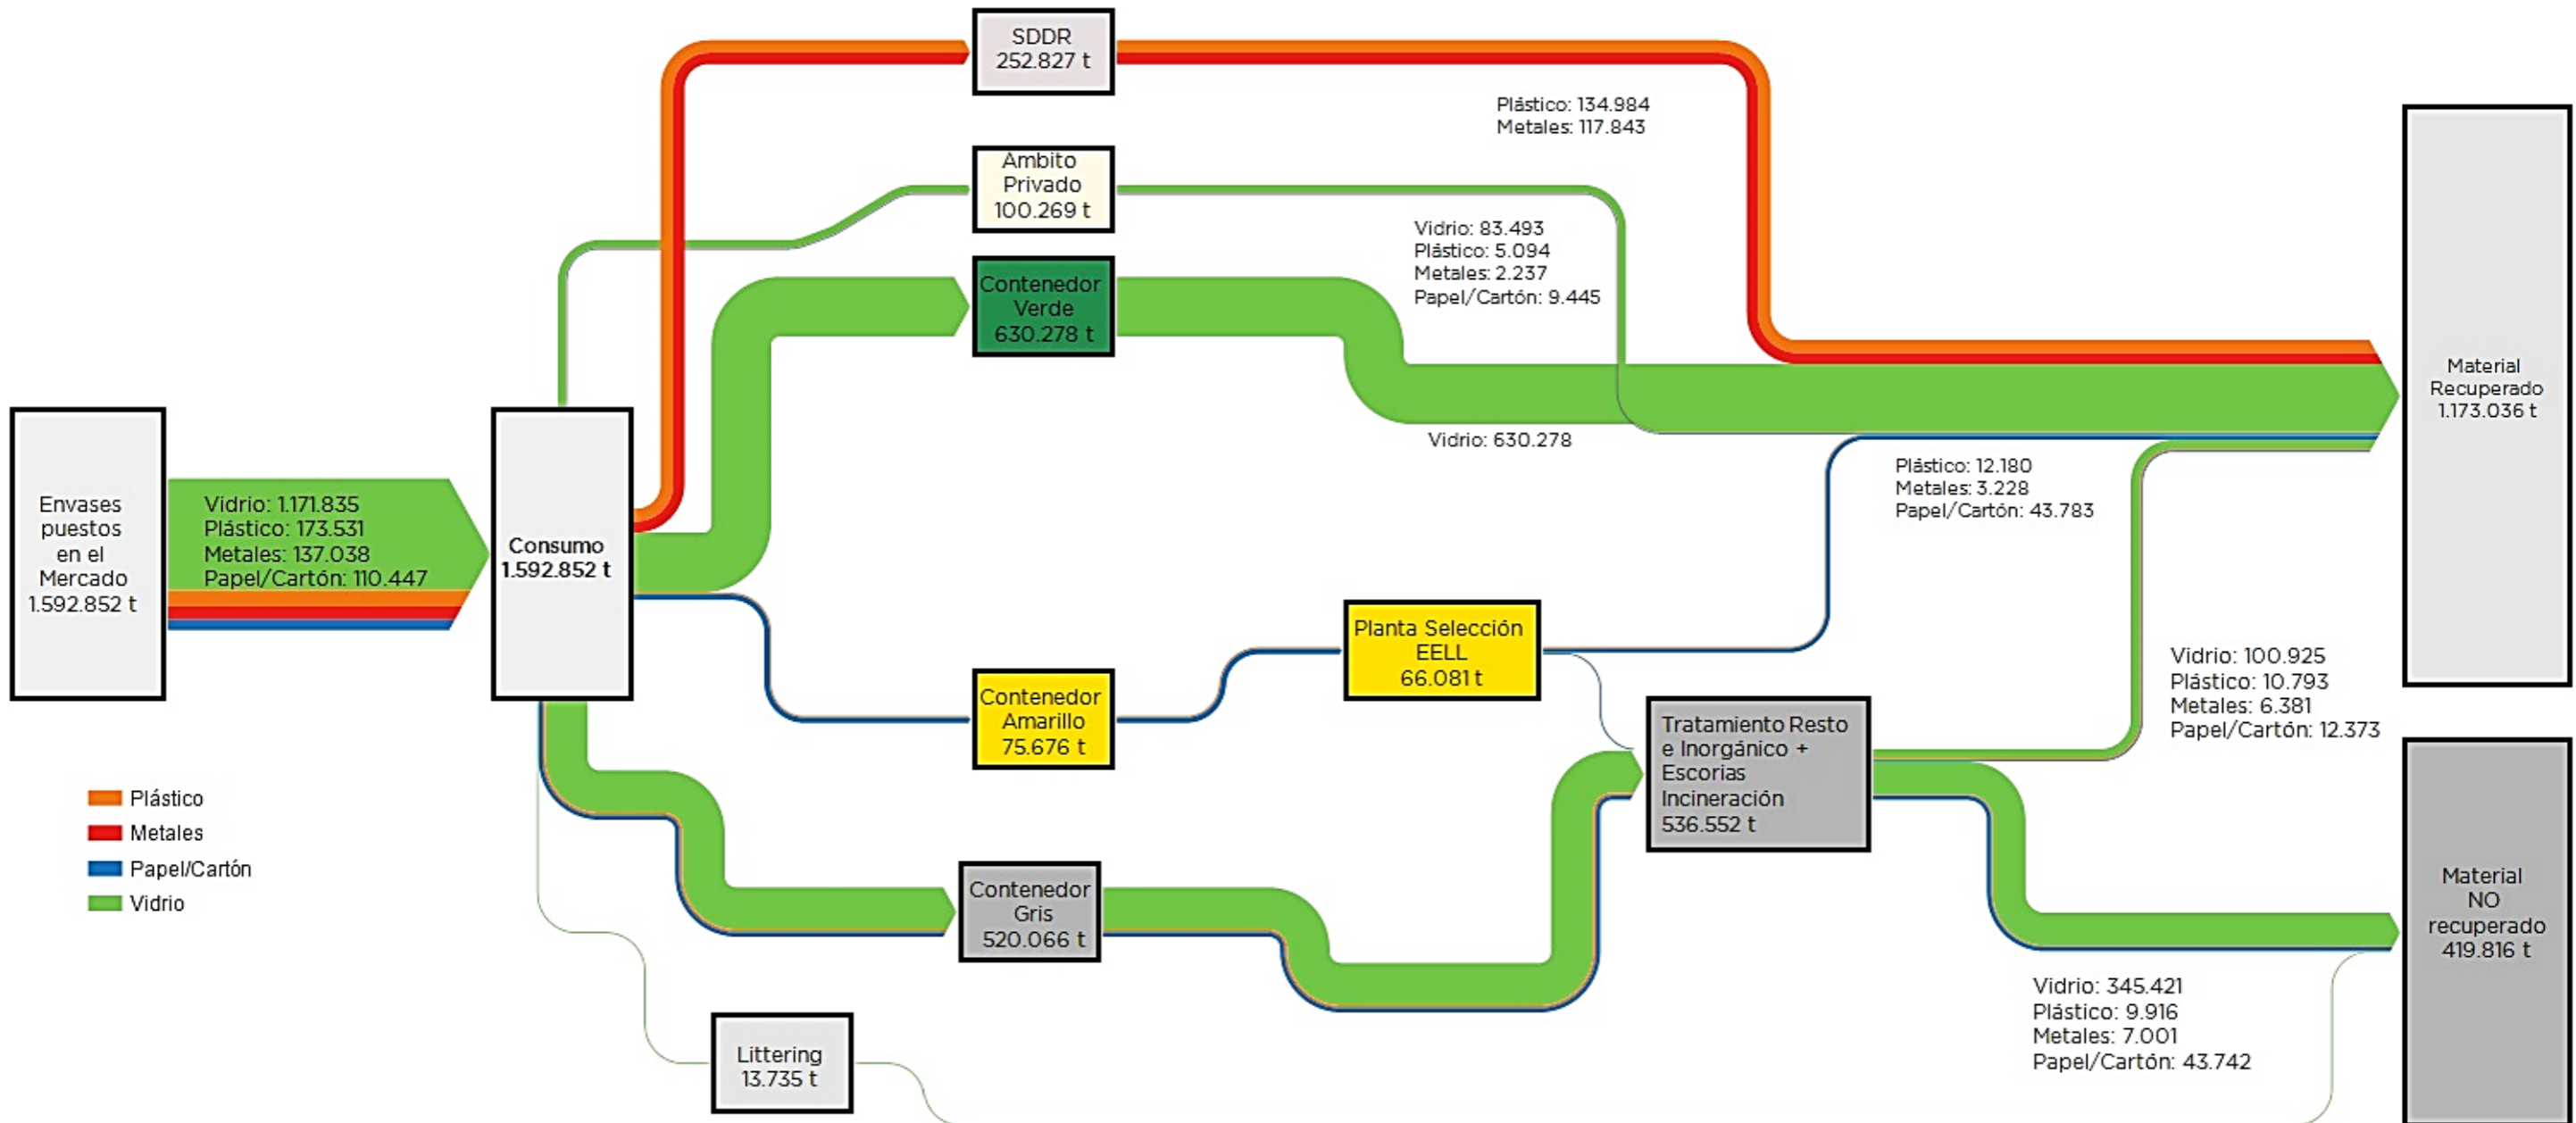 SDDR
252.827 t
Plástico: 134.984
Metales: 117.843
Ambito
Privado
100.269 t
Vidrio: 83.493
Plástico: 5.094
Metales: 2.237
Papel/Cartón: 9.445
Contenedor
Verde
630.278 t
Vidrio: 630.278
Material
Recuperado
1.173.036 t
Envases
puestos
en el
Mercado
1.592.852 t
Vidrio: 1.171.835
Plástico: 173.531
Metales: 137.038
Papel/Cartón: 110.447
Consumo
1.592.852 t
Plástico: 12.180
Metales: 3.228
Papel/Cartón: 43.783
Planta Selección
EELL
66.081 t
Contenedor
Amarillo
75.676 t
Tratamiento Resto
e Inorgánico +
Escorias
Incineración
536.552 t
Vidrio: 100.925
Plástico: 10.793
Metales: 6.381
Papel/Cartón: 12.373
Plástico
Metales
Papel/Cartón
Vidrio
Contenedor
Gris
520.066 t
Material
NO
recuperado
419.816 t
Vidrio: 345.421
Plástico: 9.916
Metales: 7.001
Papel/Cartón: 43.742
Littering
13.735 t